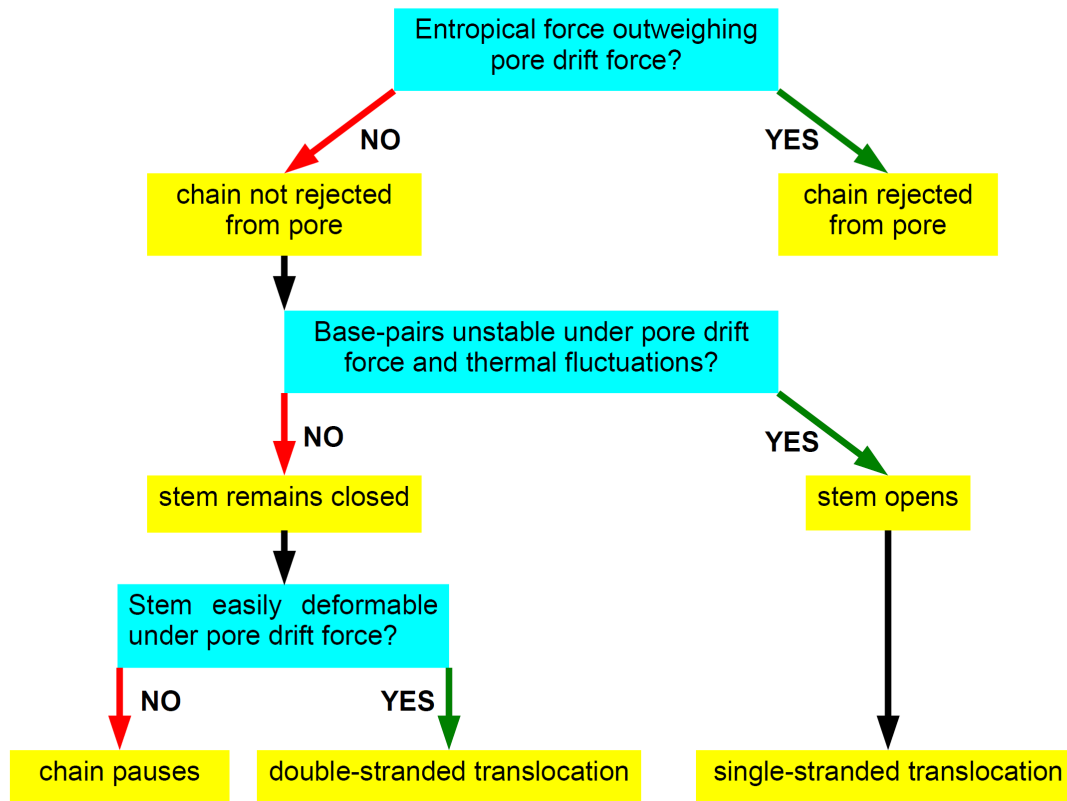 Entropical force outweighing
pore drift force?
NO
YES
chain not rejected
from pore
chain rejected
from pore
Base-pairs unstable under pore drift
force and thermal fluctuations?
NO
YES
stem remains closed
stem opens
Stem easily deformable
under pore drift force?
NO
YES
chain pauses
double-stranded translocation
single-stranded translocation